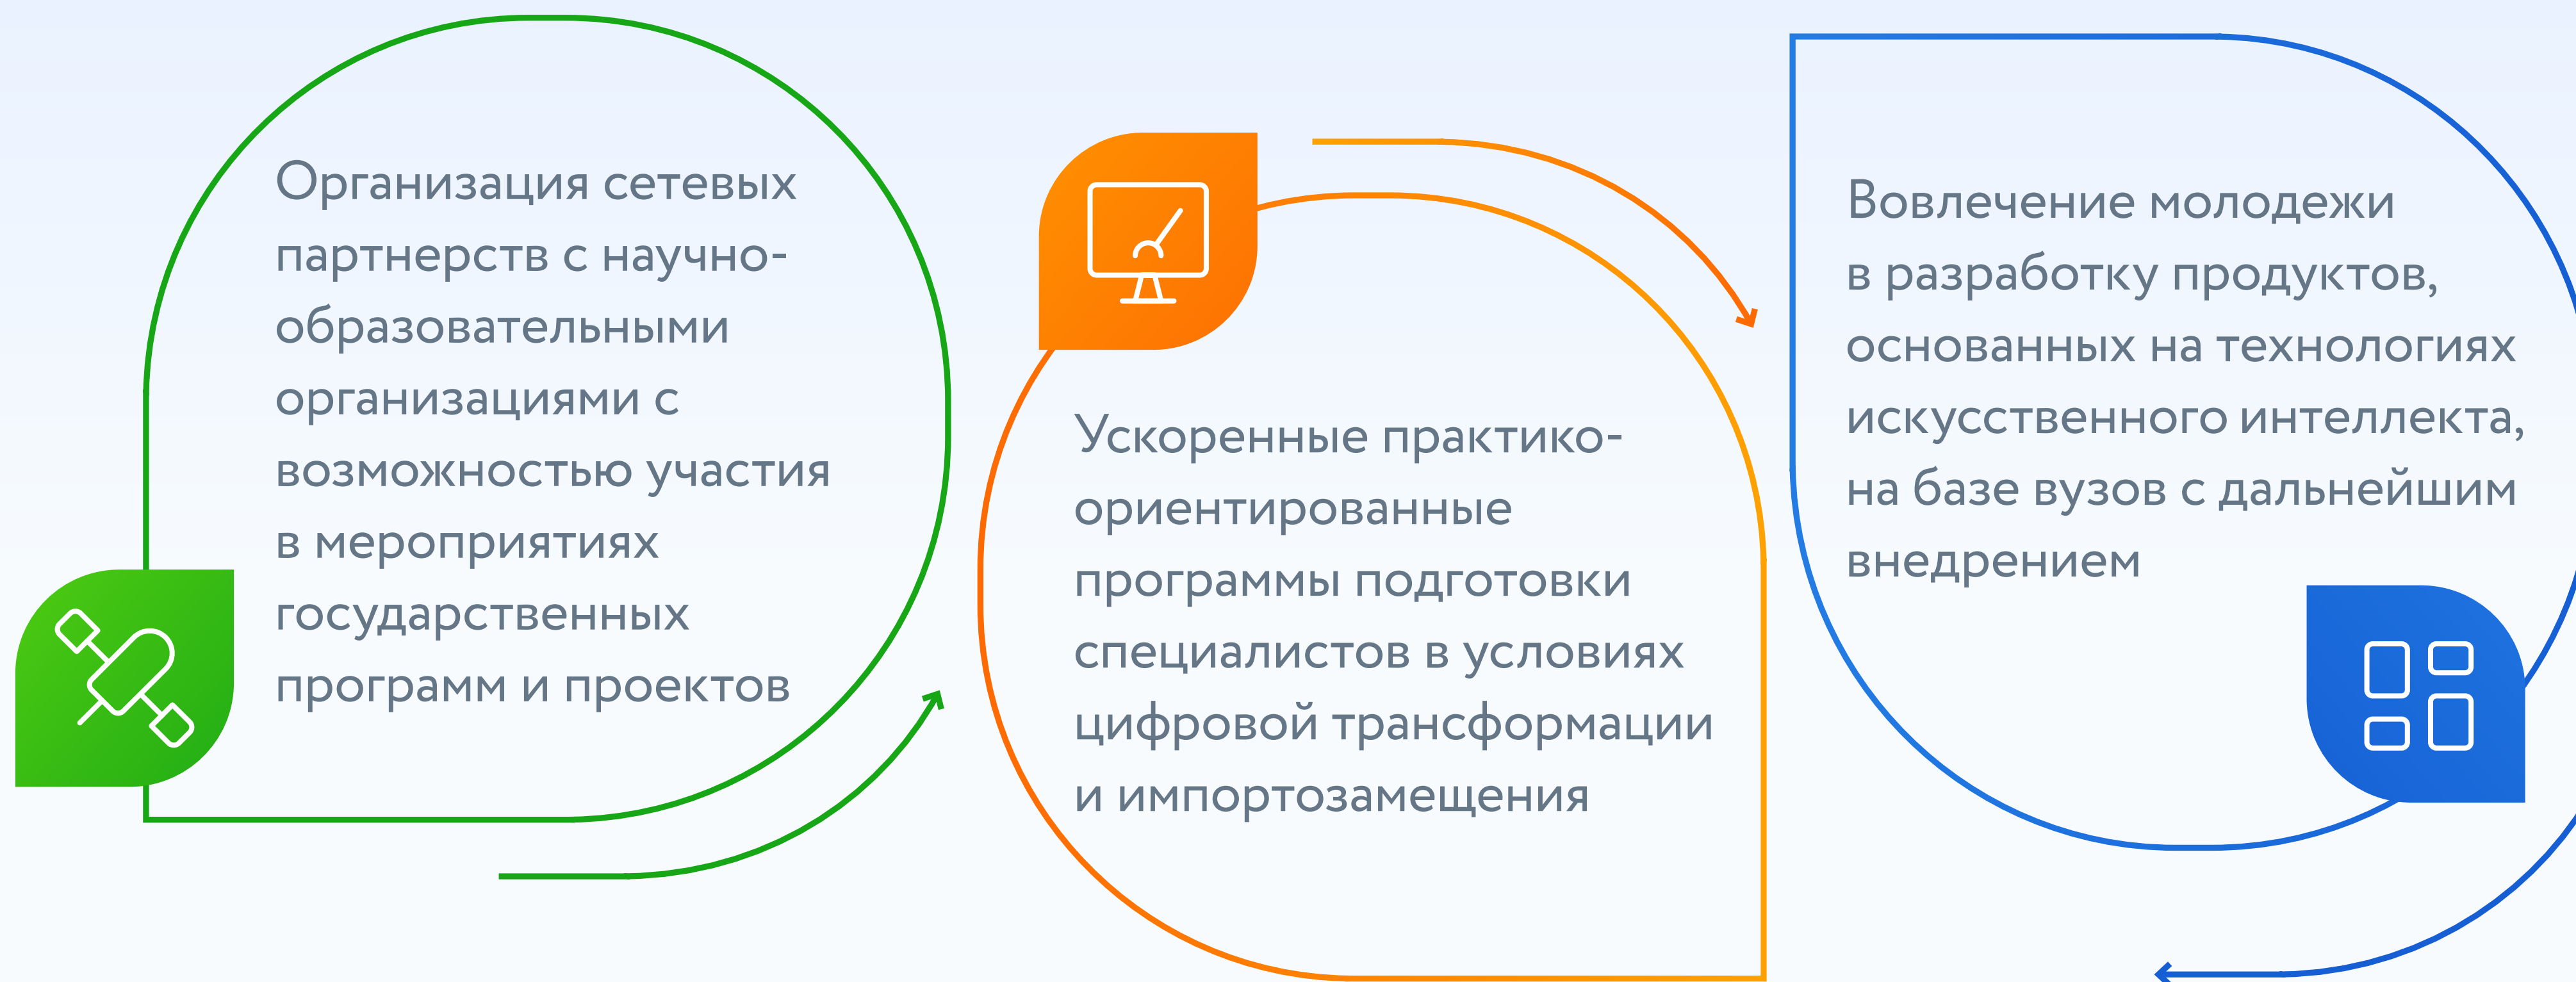 Организация сетевых
партнерств с научно-
образовательными
организациями с
возможностью участия
в мероприятиях
государственных
программ и проектов
Ускоренные практико-
ориентированные
программы подготовки
специалистов в условиях
цифровой трансформации
и импортозамещения
Вовлечение молодежи
в разработку продуктов,
основанных на технологиях
искусственного интеллекта,
на базе вузов с дальнейшим
внедрением